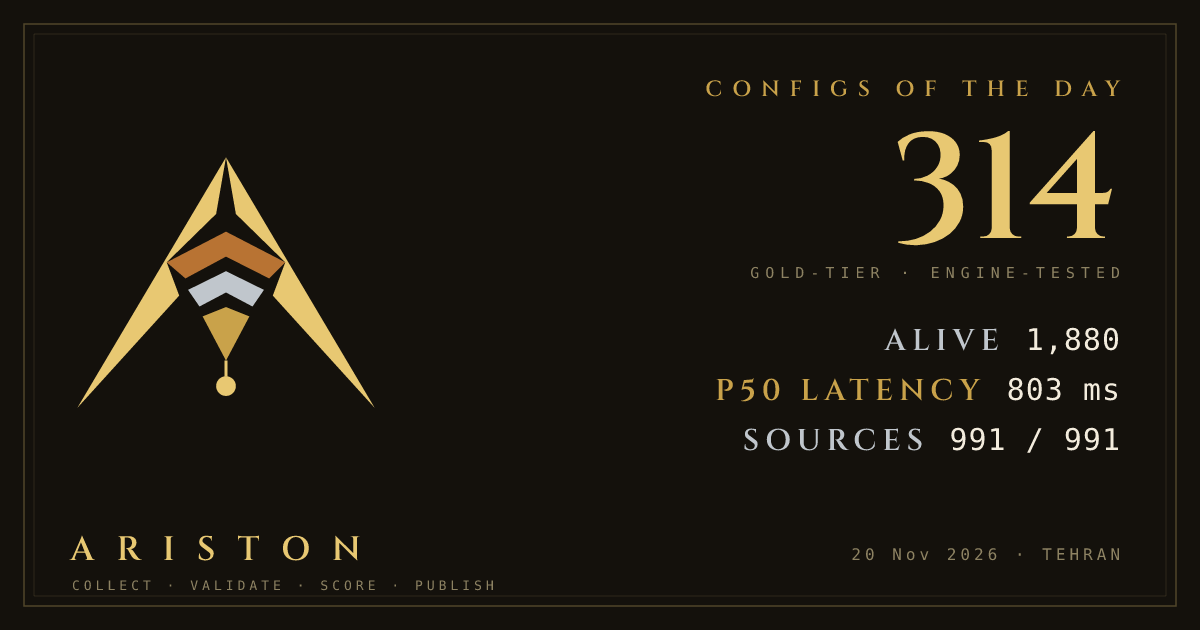 CONFIGS OF THE DAY
314
GOLD-TIER · ENGINE-TESTED
ALIVE 1,880
P50 LATENCY 803 ms
SOURCES 991 / 991
ARISTON
COLLECT · VALIDATE · SCORE · PUBLISH
20 Nov 2026 · TEHRAN